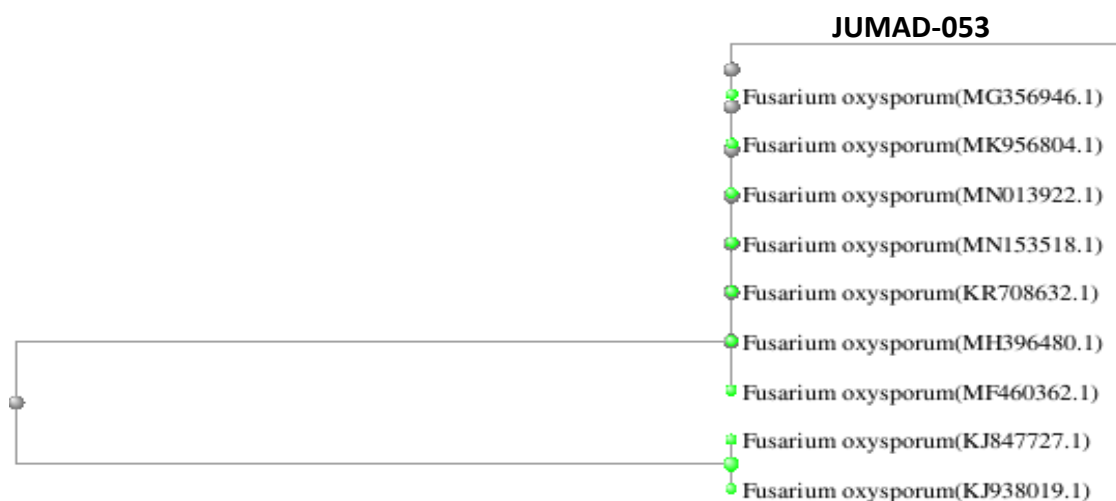 JUMAD-053
Fusarium oxysporum(MG356946.1)
Fusarium oxysporum(MK956804.1)
Fusarium oxysporum(MN013922.1)
Fusarium oxysporum(MN153518.1)
Fusarium oxysporum(KR708632.1)
Fusarium oxysporum(MH396480.1)
Fusarium oxysporum(MF460362.1)
Fusarium oxysporum(KJ847727.1)
Fusarium oxysporum(KJ938019.1)